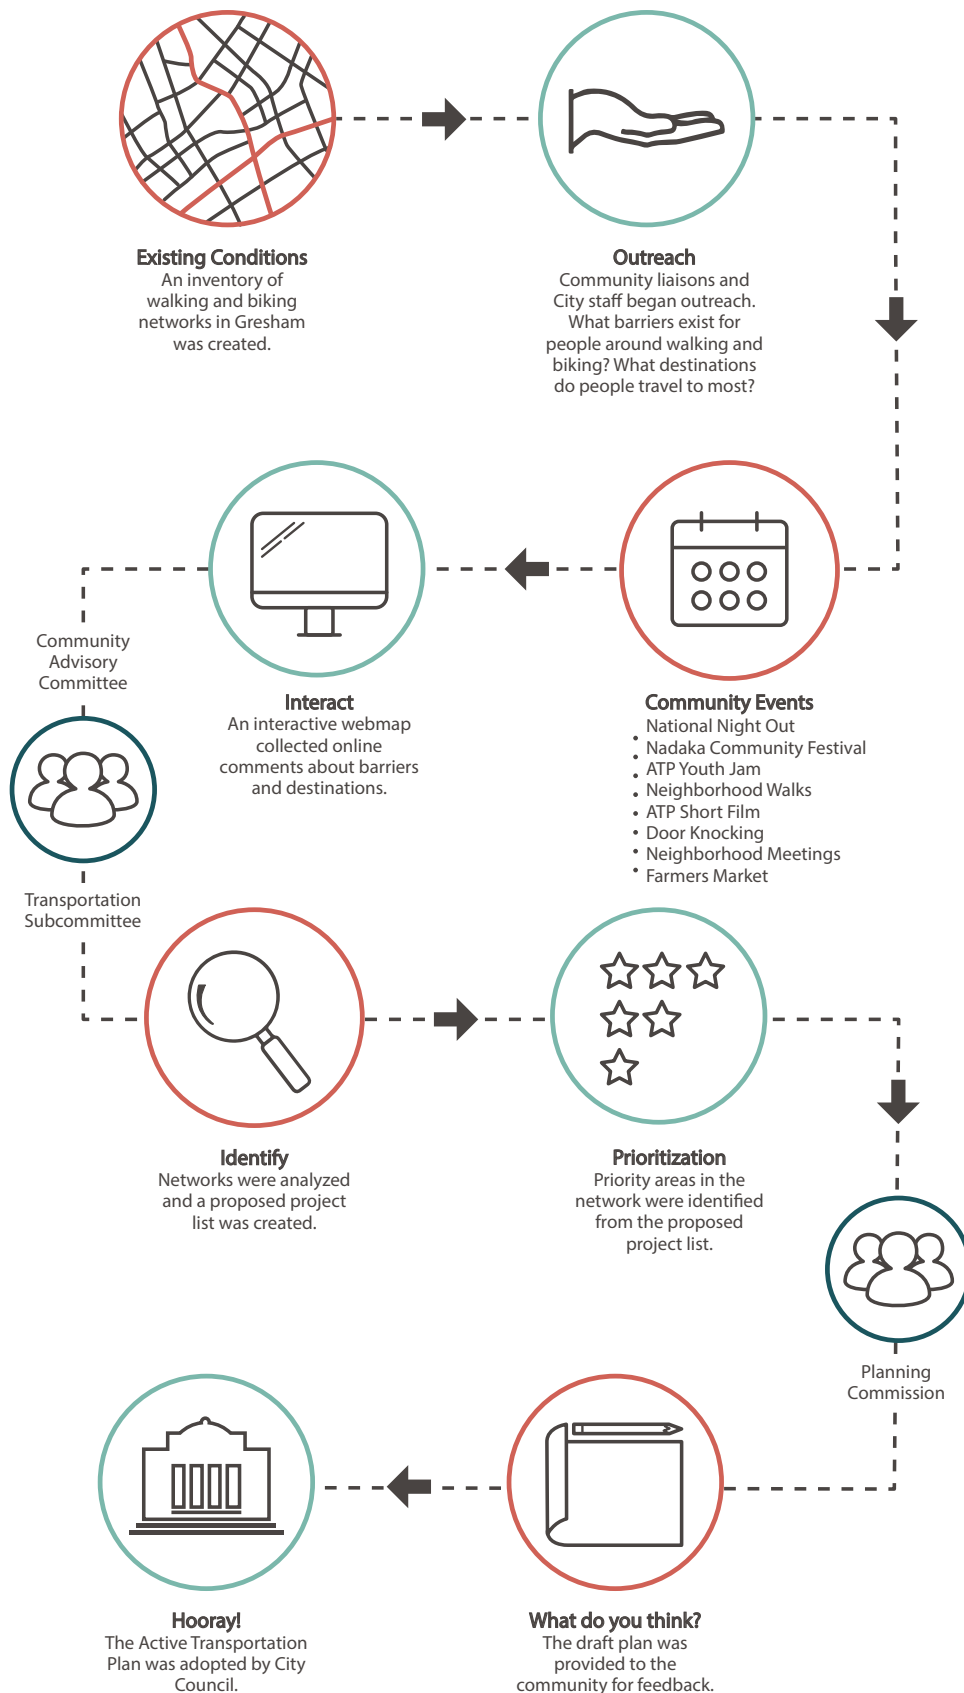 Existing Conditions
An inventory of
walking and biking
networks in Gresham
was created.
Outreach
Community liaisons and
City staff began outreach.
What barriers exist for
people around walking and
biking? What destinations
do people travel to most?
Community
Advisory
Committee
Interact
An interactive webmap
collected online
comments about barriers
and destinations.
Community Events
National Night Out
• Nadaka Community Festival
• ATP Youth Jam
• Neighborhood Walks
• ATP Short Film
• Door Knocking
• Neighborhood Meetings
• Farmers Market
Transportation
Subcommittee
Identify
Networks were analyzed
and a proposed project
list was created.
Prioritization
Priority areas in the
network were identified
from the proposed
project list.
Planning
Commission
Hooray!
The Active Transportation
Plan was adopted by City
Council.
What do you think?
The draft plan was
provided to the
community for feedback.